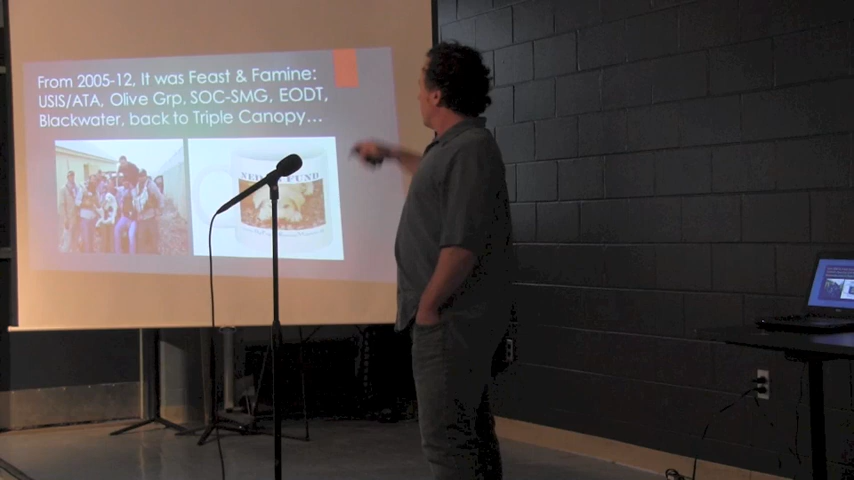 From 2005-12, It was Feast & Famine:
USIS/ATA, Olive Grp, SOC-SMG, EODT,
Blackwater, back to Triple Canopy...
FUND